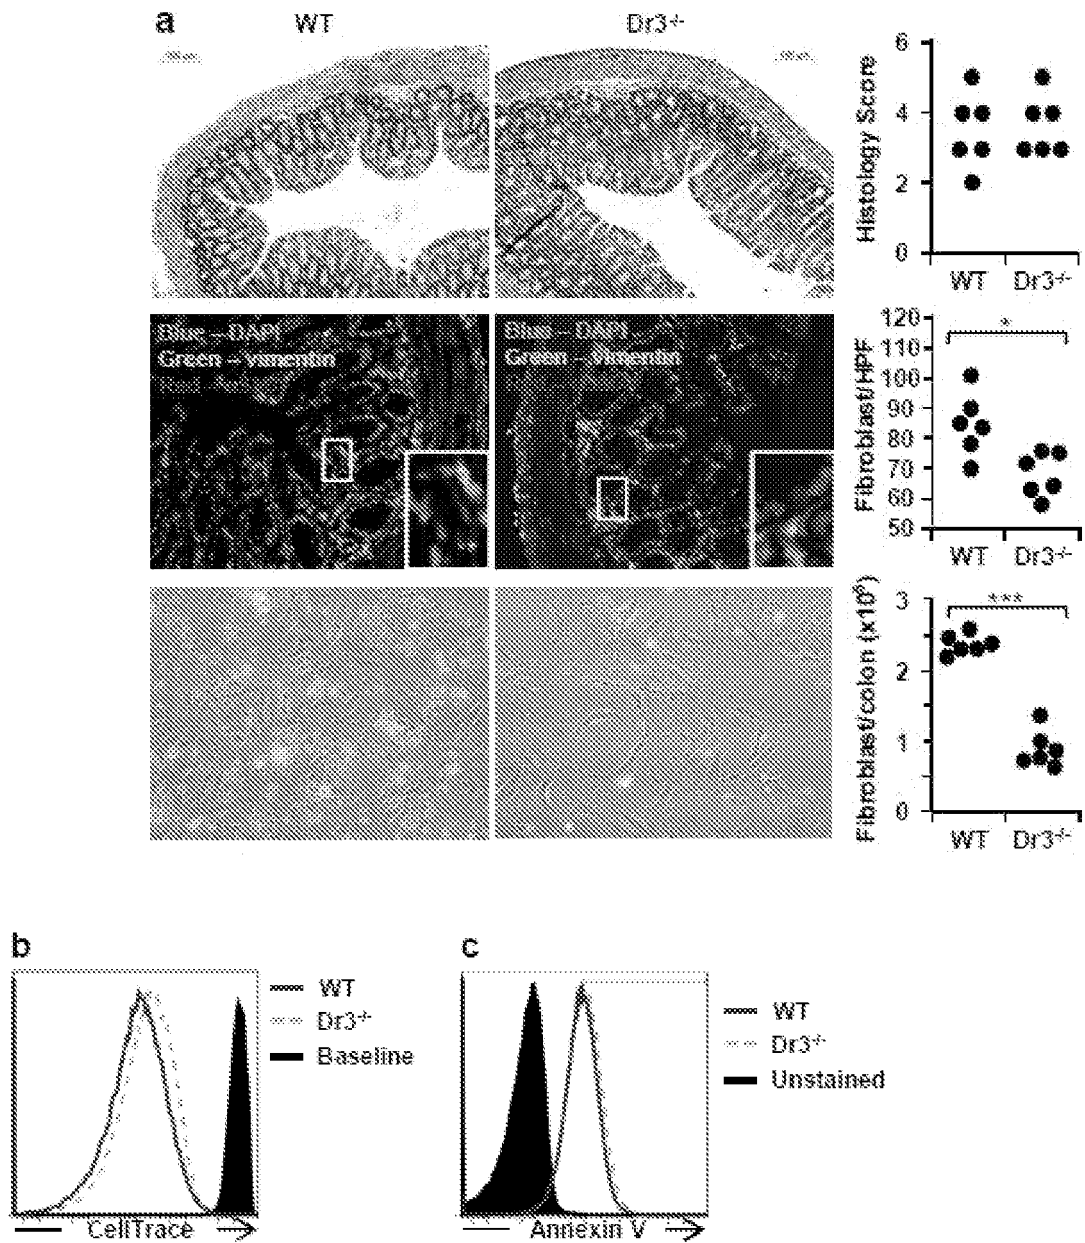 a
WT
Dr3-/-
Histology Score
6
4
2
0
WT
Dr3-/-
Blue – DAPI
Green – Vimentin
Blue – DAPI
Green – Vimentin
Fibroblast/HPF
120
110
100
90
80
70
60
50
*
WT
Dr3-/-
Fibroblast/colon (x10⁶)
3
2
1
0
***
WT
Dr3-/-
b
WT
Dr3-/-
Baseline
CellTrace
c
WT
Dr3-/-
Unstained
Annexin V